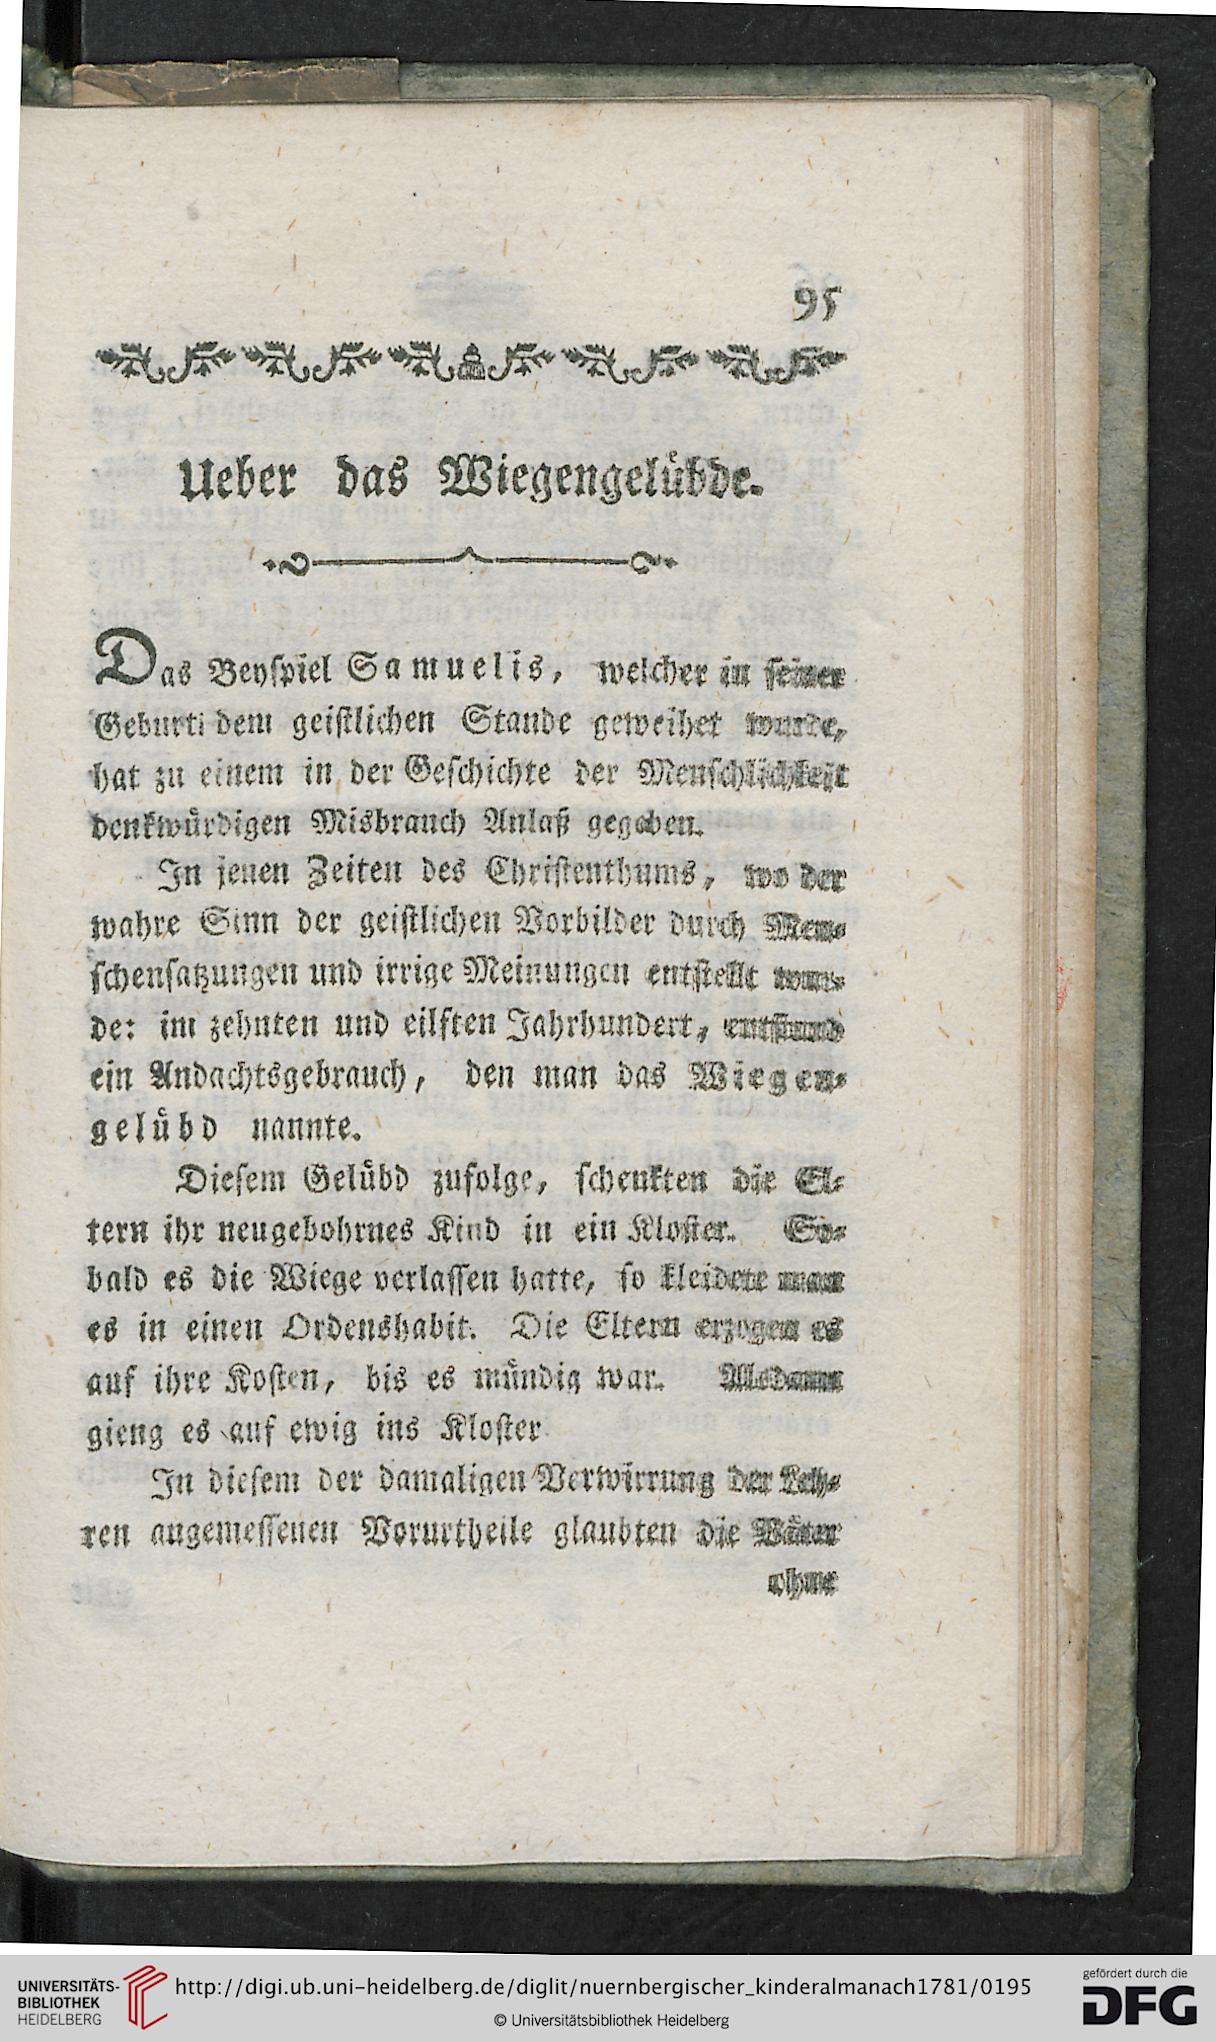 95
Ueber das Wiegengelübde.
Das Beyspiel Samuelis, welcher in seiner
Geburt dem geistlichen Stande geweihet wurde,
hat zu einem in der Geschichte der Menschlichkeit
denkwürdigen Misbrauch Anlaß gegeben.
In jenen Zeiten des Christenthums, wo der
wahre Sinn der geistlichen Vorbilder durch Men-
schensatzungen und irrige Meinungen entstellt wur-
de: im zehnten und eilften Jahrhundert, entstund
ein Andachtsgebrauch, den man das Wiegen-
gelübd nannte.
Diesem Gelübd zufolge, schenkten die El-
tern ihr neugebohrnes Kind in ein Kloster. So-
bald es die Wiege verlassen hatte, so kleidete man
es in einen Ordenshabit. Die Eltern erzogen es
auf ihre Kosten, bis es mündig war. Alsdann
gieng es auf ewig ins Kloster
In diesem der damaligen Verwirrung der Leh-
ren angemessenen Vorurtheile glaubten die Väter
ohne
UNIVERSITÄTS-
BIBLIOTHEK
HEIDELBERG
http://digi.ub.uni-heidelberg.de/diglit/nuernbergischer_kinderalmanach1781/0195
© Universitätsbibliothek Heidelberg
gefördert durch die
DFG